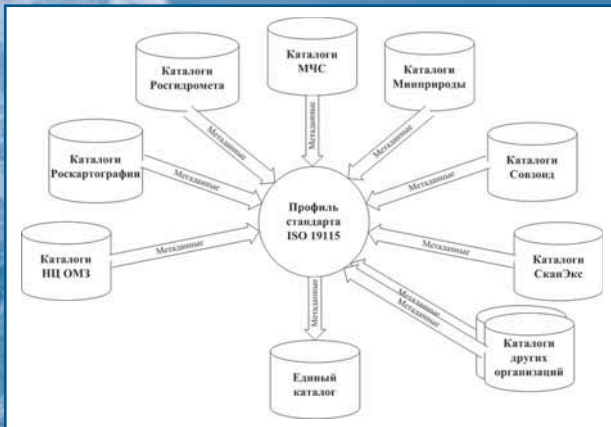 Каталоги
МЧС
Каталоги
Росгидромета
Каталоги
Минприроды
Метаданные
Метаданные
Метаданные
Каталоги
Роскартографии
Метаданные
Метаданные
Каталоги
Совзонд
Профиль
стандарта
ISO 19115
Каталоги
НЦ ОМЗ
Метаданные
Метаданные
Каталоги
СканЭкс
Метаданные
Метаданные
Метаданные
Каталоги
других
организаций
Единый
каталог